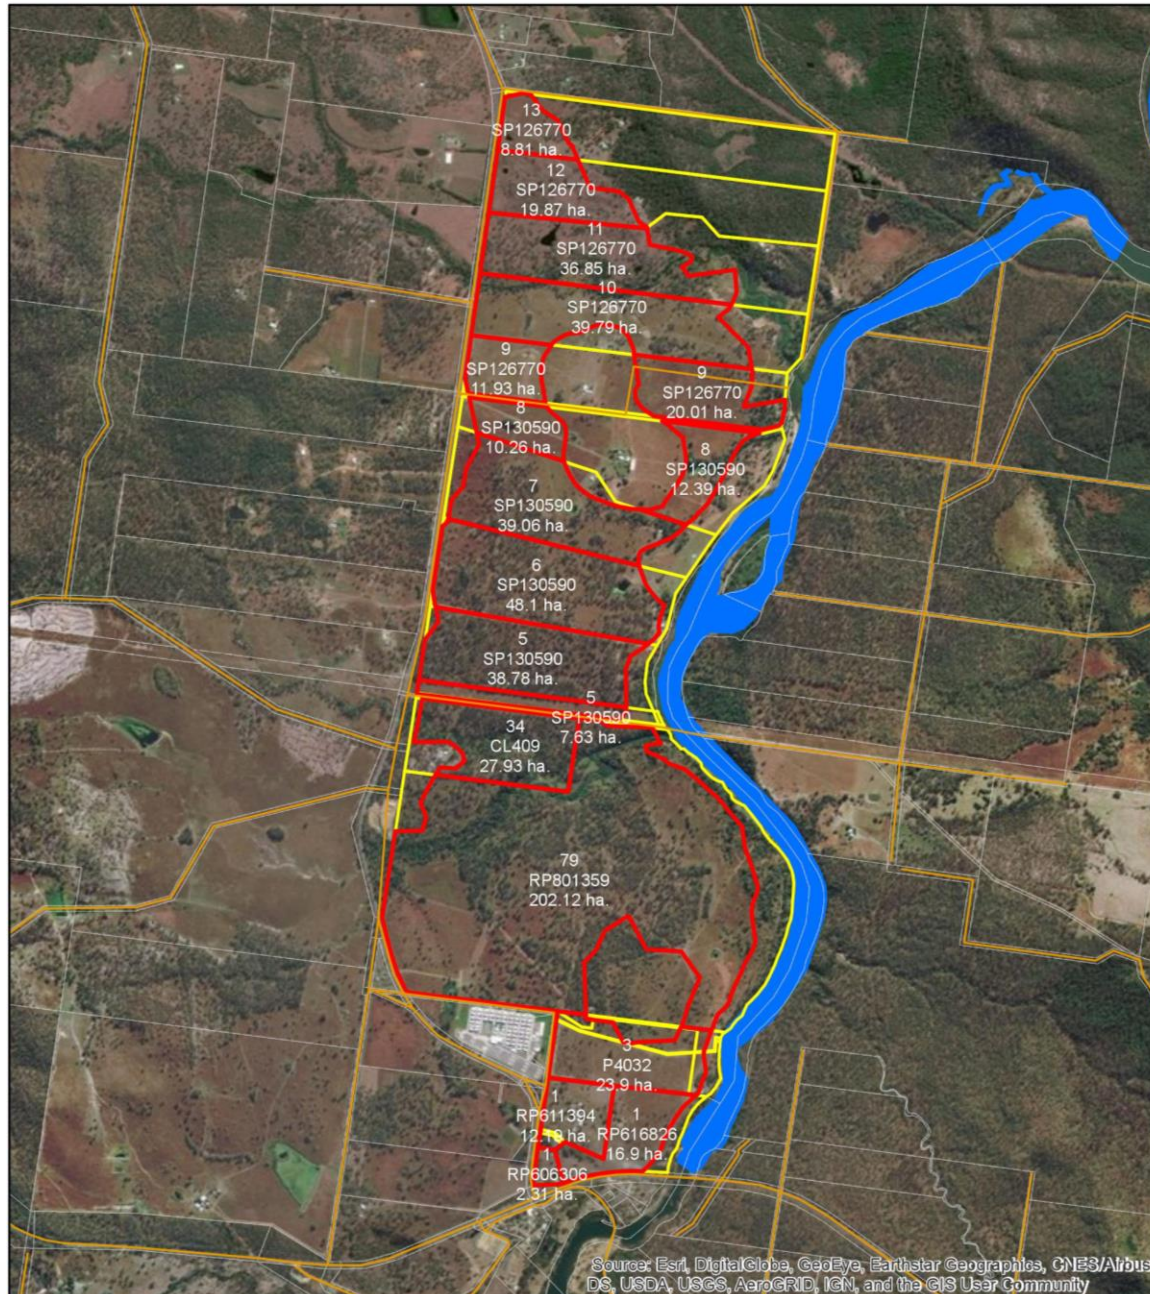 13
SP126770
8.81 ha.
12
SP126770
19.87 ha.
11
SP126770
36.85 ha.
10
SP126770
39.79 ha.
9
SP126770
11.93 ha.
9
SP126770
20.01 ha.
8
SP130590
10.26 ha.
8
SP130590
12.39 ha.
7
SP130590
39.06 ha.
6
SP130590
48.1 ha.
5
SP130590
38.78 ha.
5
SP130590
7.63 ha.
34
CL409
27.93 ha.
79
RP801359
202.12 ha.
3
P4032
23.9 ha.
1
RP611394
ha.
1
RP616826
16.9 ha.
1
RP606306
2.31 ha.
Source: Esri, DigitalGlobe, GeoEye, Earthstar Geographics, CNES/Airbus
DS, USDA, USGS, AeroGRID, IGN, and the GIS User Community